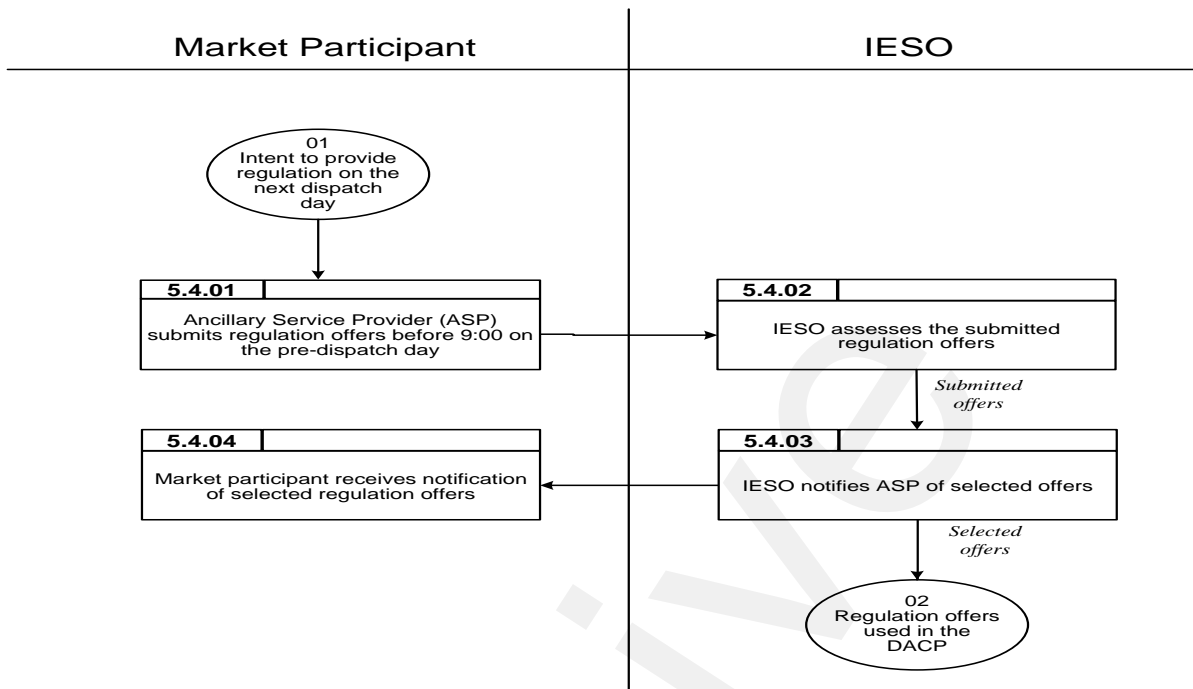 Market Participant
IESO
01
Intent to provide
regulation on the
next dispatch
day
5.4.01
Ancillary Service Provider (ASP)
submits regulation offers before 9:00 on
the pre-dispatch day
5.4.02
IESO assesses the submitted
regulation offers
Submitted
offers
5.4.04
Market participant receives notification
of selected regulation offers
5.4.03
IESO notifies ASP of selected offers
Selected
offers
02
Regulation offers
used in the
DACP
ive